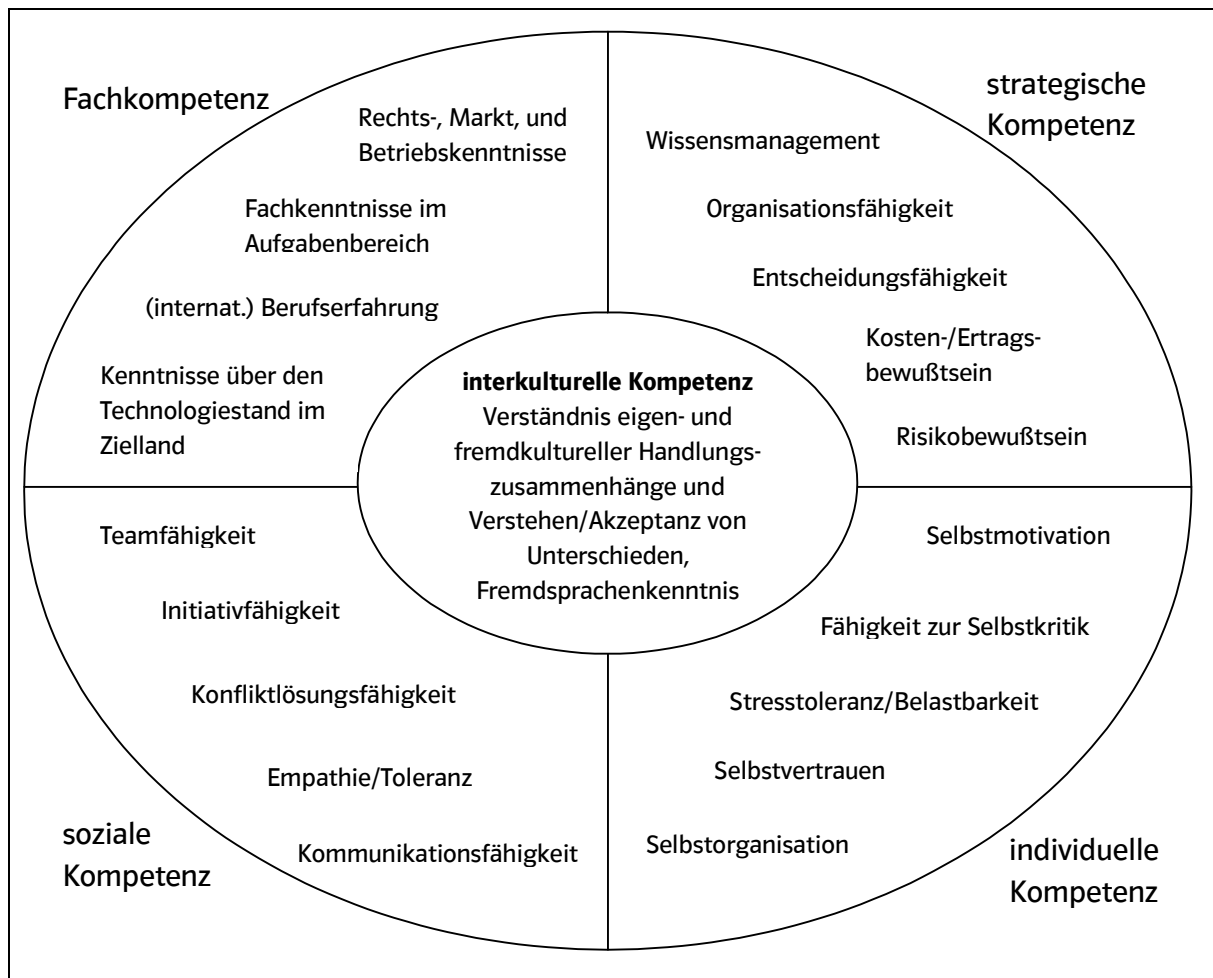 Fachkompetenz
Rechts-, Markt, und
Betriebskenntnisse
Fachkenntnisse im
Aufgabenbereich
(internat.) Berufserfahrung
Kenntnisse über den
Technologiestand im
Zielland
strategische
Kompetenz
Wissensmanagement
Organisationsfähigkeit
Entscheidungsfähigkeit
Kosten-/Ertrags-
bewußtsein
Risikobewußtsein
interkulturelle Kompetenz
Verständnis eigen- und
fremdkultureller Handlungs-
zusammenhänge und
Verstehen/Akzeptanz von
Unterschieden,
Fremdsprachenkenntnis
Teamfähigkeit
Initiativfähigkeit
Konfliktlösungsfähigkeit
Empathie/Toleranz
Kommunikationsfähigkeit
soziale
Kompetenz
Selbstmotivation
Fähigkeit zur Selbstkritik
Stresstoleranz/Belastbarkeit
Selbstvertrauen
Selbstorganisation
individuelle
Kompetenz